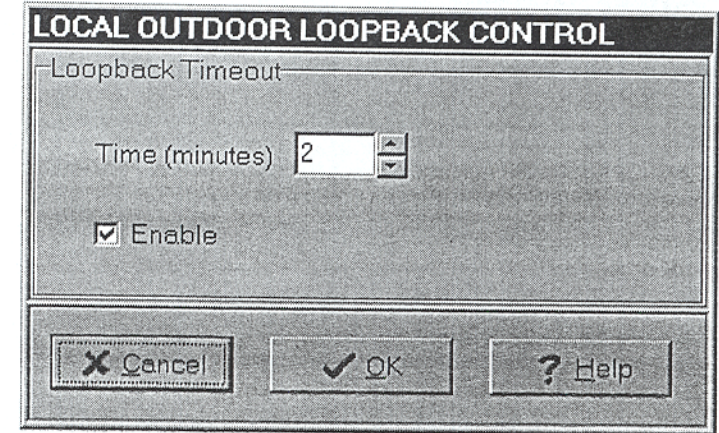 LOCAL OUTDOOR LOOPBACK CONTROL
Loopback Timeout
Time (minutes) 2
Enable
Cancel OK Help